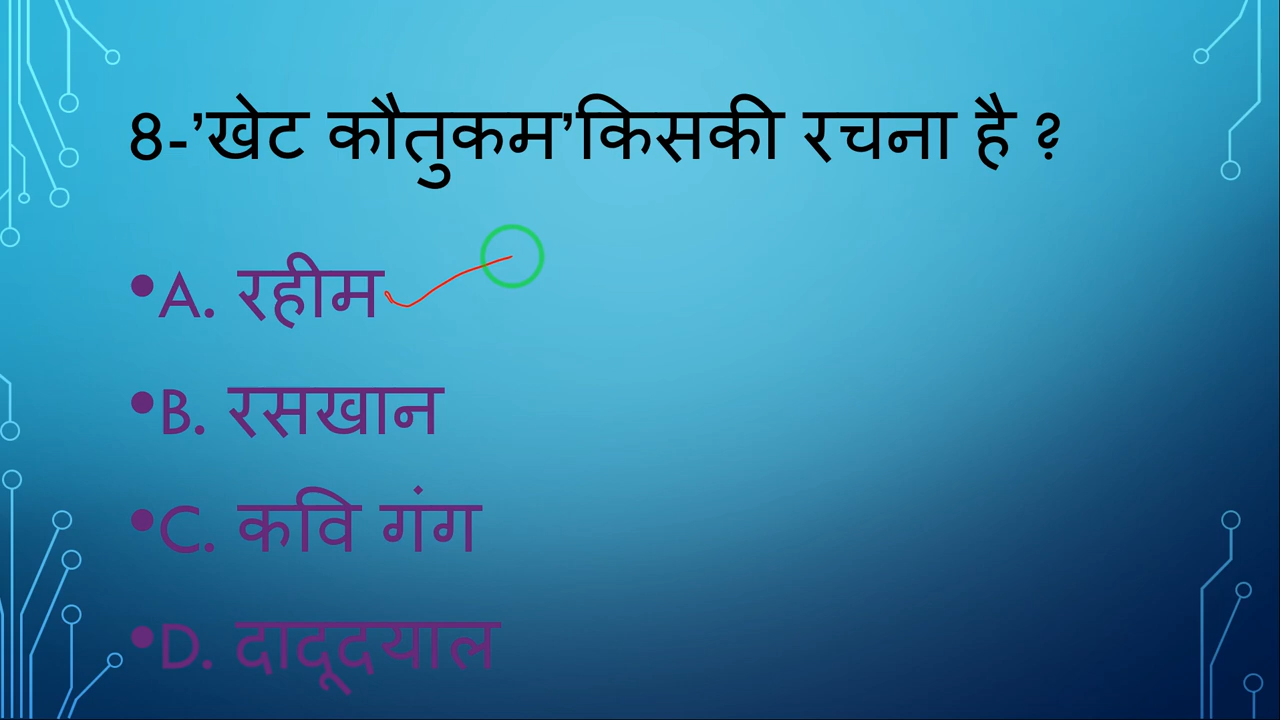 8-’खेट कौतुकम’किसकी रचना है ?
•A. रहीम
•B. रसखान
•C. कवि गंग
•D. दादूदयाल